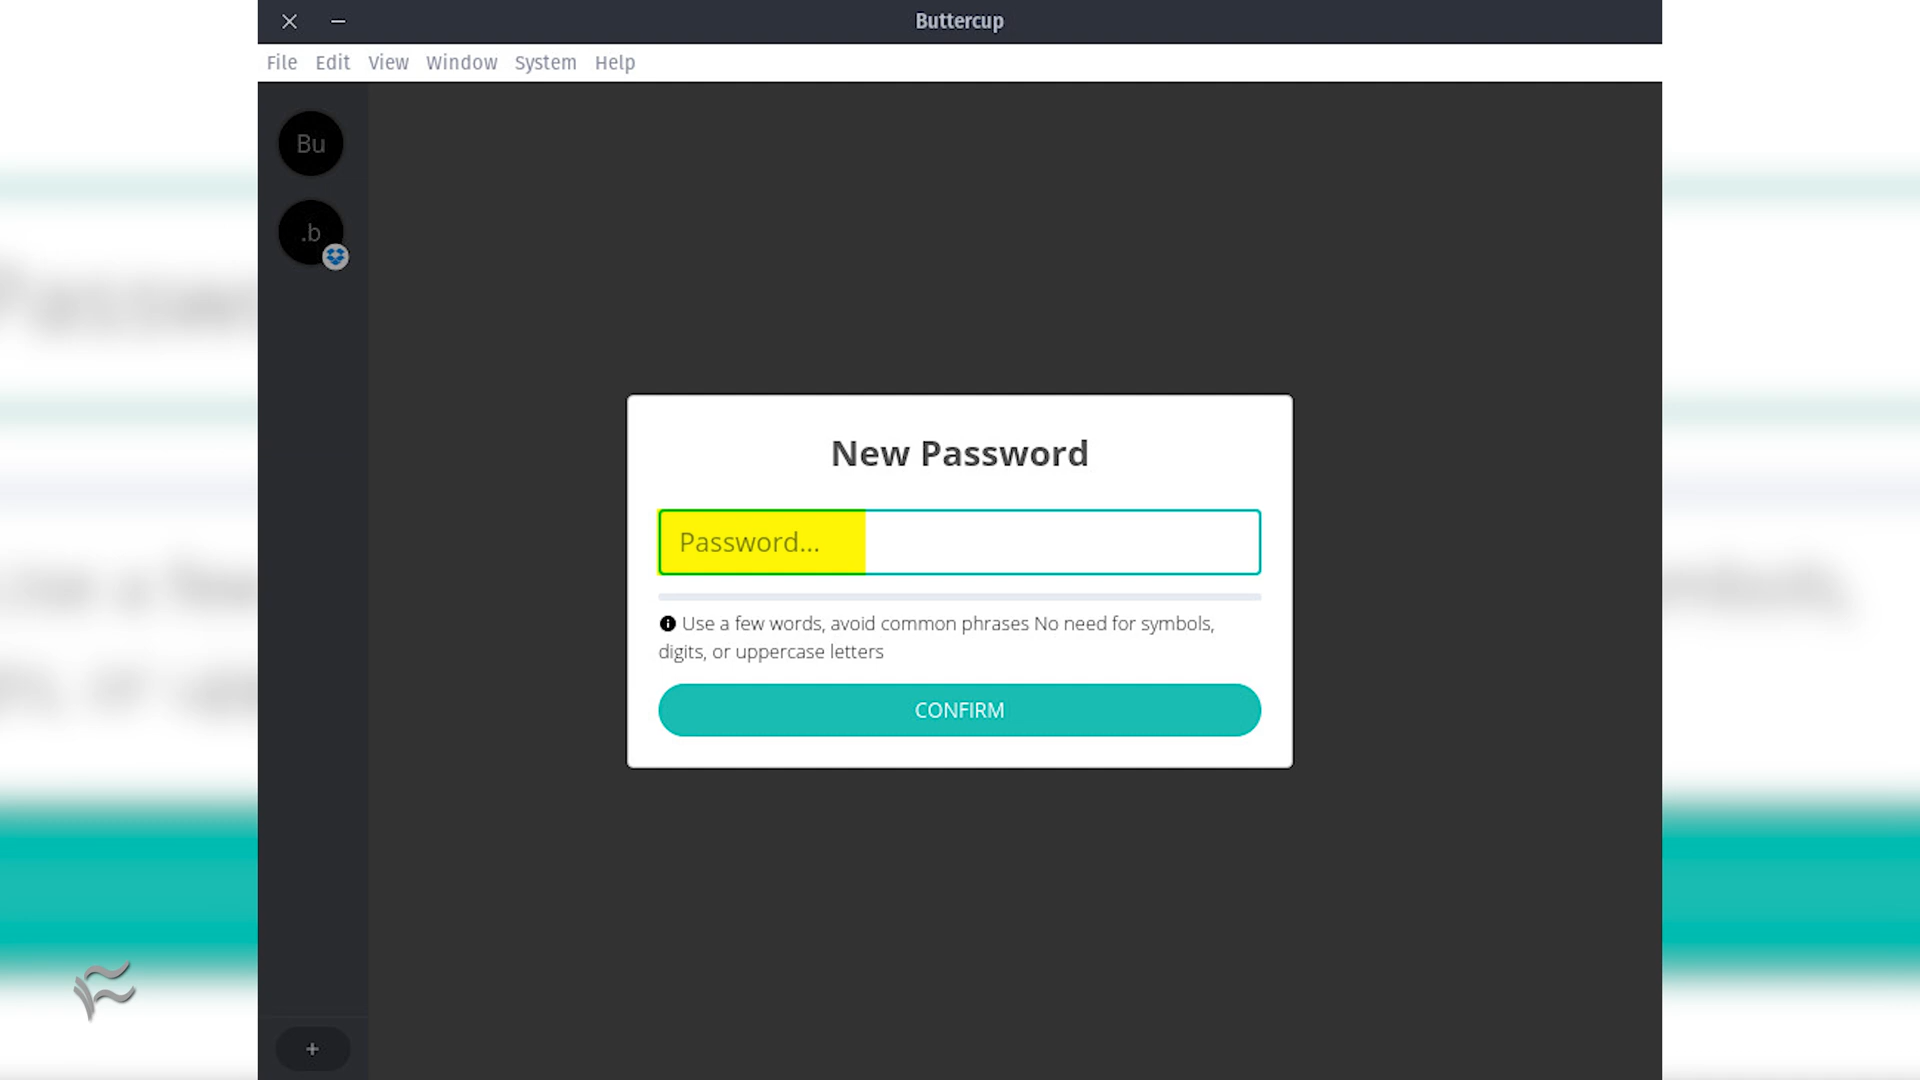 Buttercup
File Edit View Window System Help
Bu
.b
New Password
Password...
Use a few words, avoid common phrases No need for symbols,
digits, or uppercase letters
CONFIRM
+